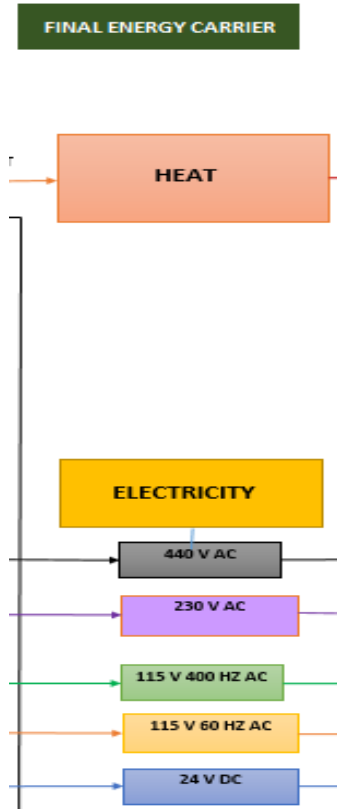 FINAL ENERGY CARRIER
HEAT
ELECTRICITY
440 V AC
230 V AC
115 V 400 HZ AC
115 V 60 HZ AC
24 V DC